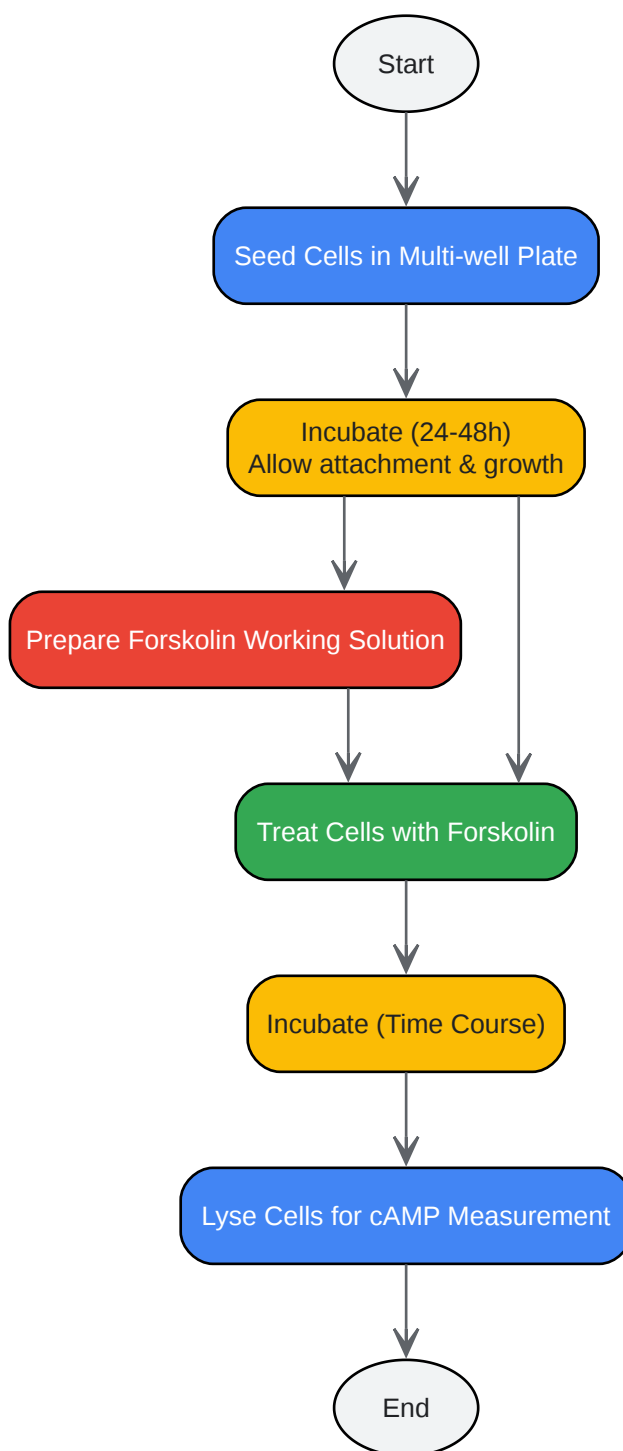 Start
Seed Cells in Multi-well Plate
Incubate (24-48h)
Allow attachment & growth
Prepare Forskolin Working Solution
Treat Cells with Forskolin
Incubate (Time Course)
Lyse Cells for cAMP Measurement
End